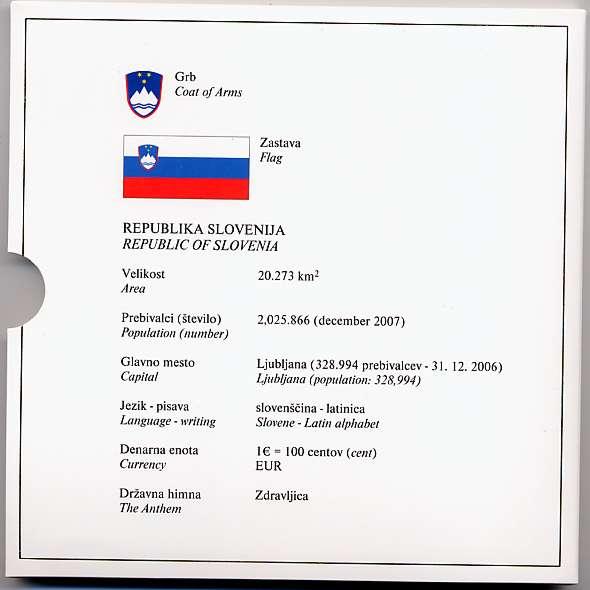 Grb
Coat of Arms
Zastava
Flag
REPUBLIKA SLOVENIJA
REPUBLIC OF SLOVENIA
Velikost 20.273 km²
Area
Prebivalci (število) 2,025.866 (december 2007)
Population (number)
Glavno mesto Ljubljana (328.994 prebivalcev - 31. 12. 2006)
Capital Ljubljana (population: 328,994)
Jezik - pisava slovenščina - latinica
Language - writing Slovene - Latin alphabet
Denarna enota 1€ = 100 centov (cent)
Currency EUR
Državna himna Zdravljica
The Anthem